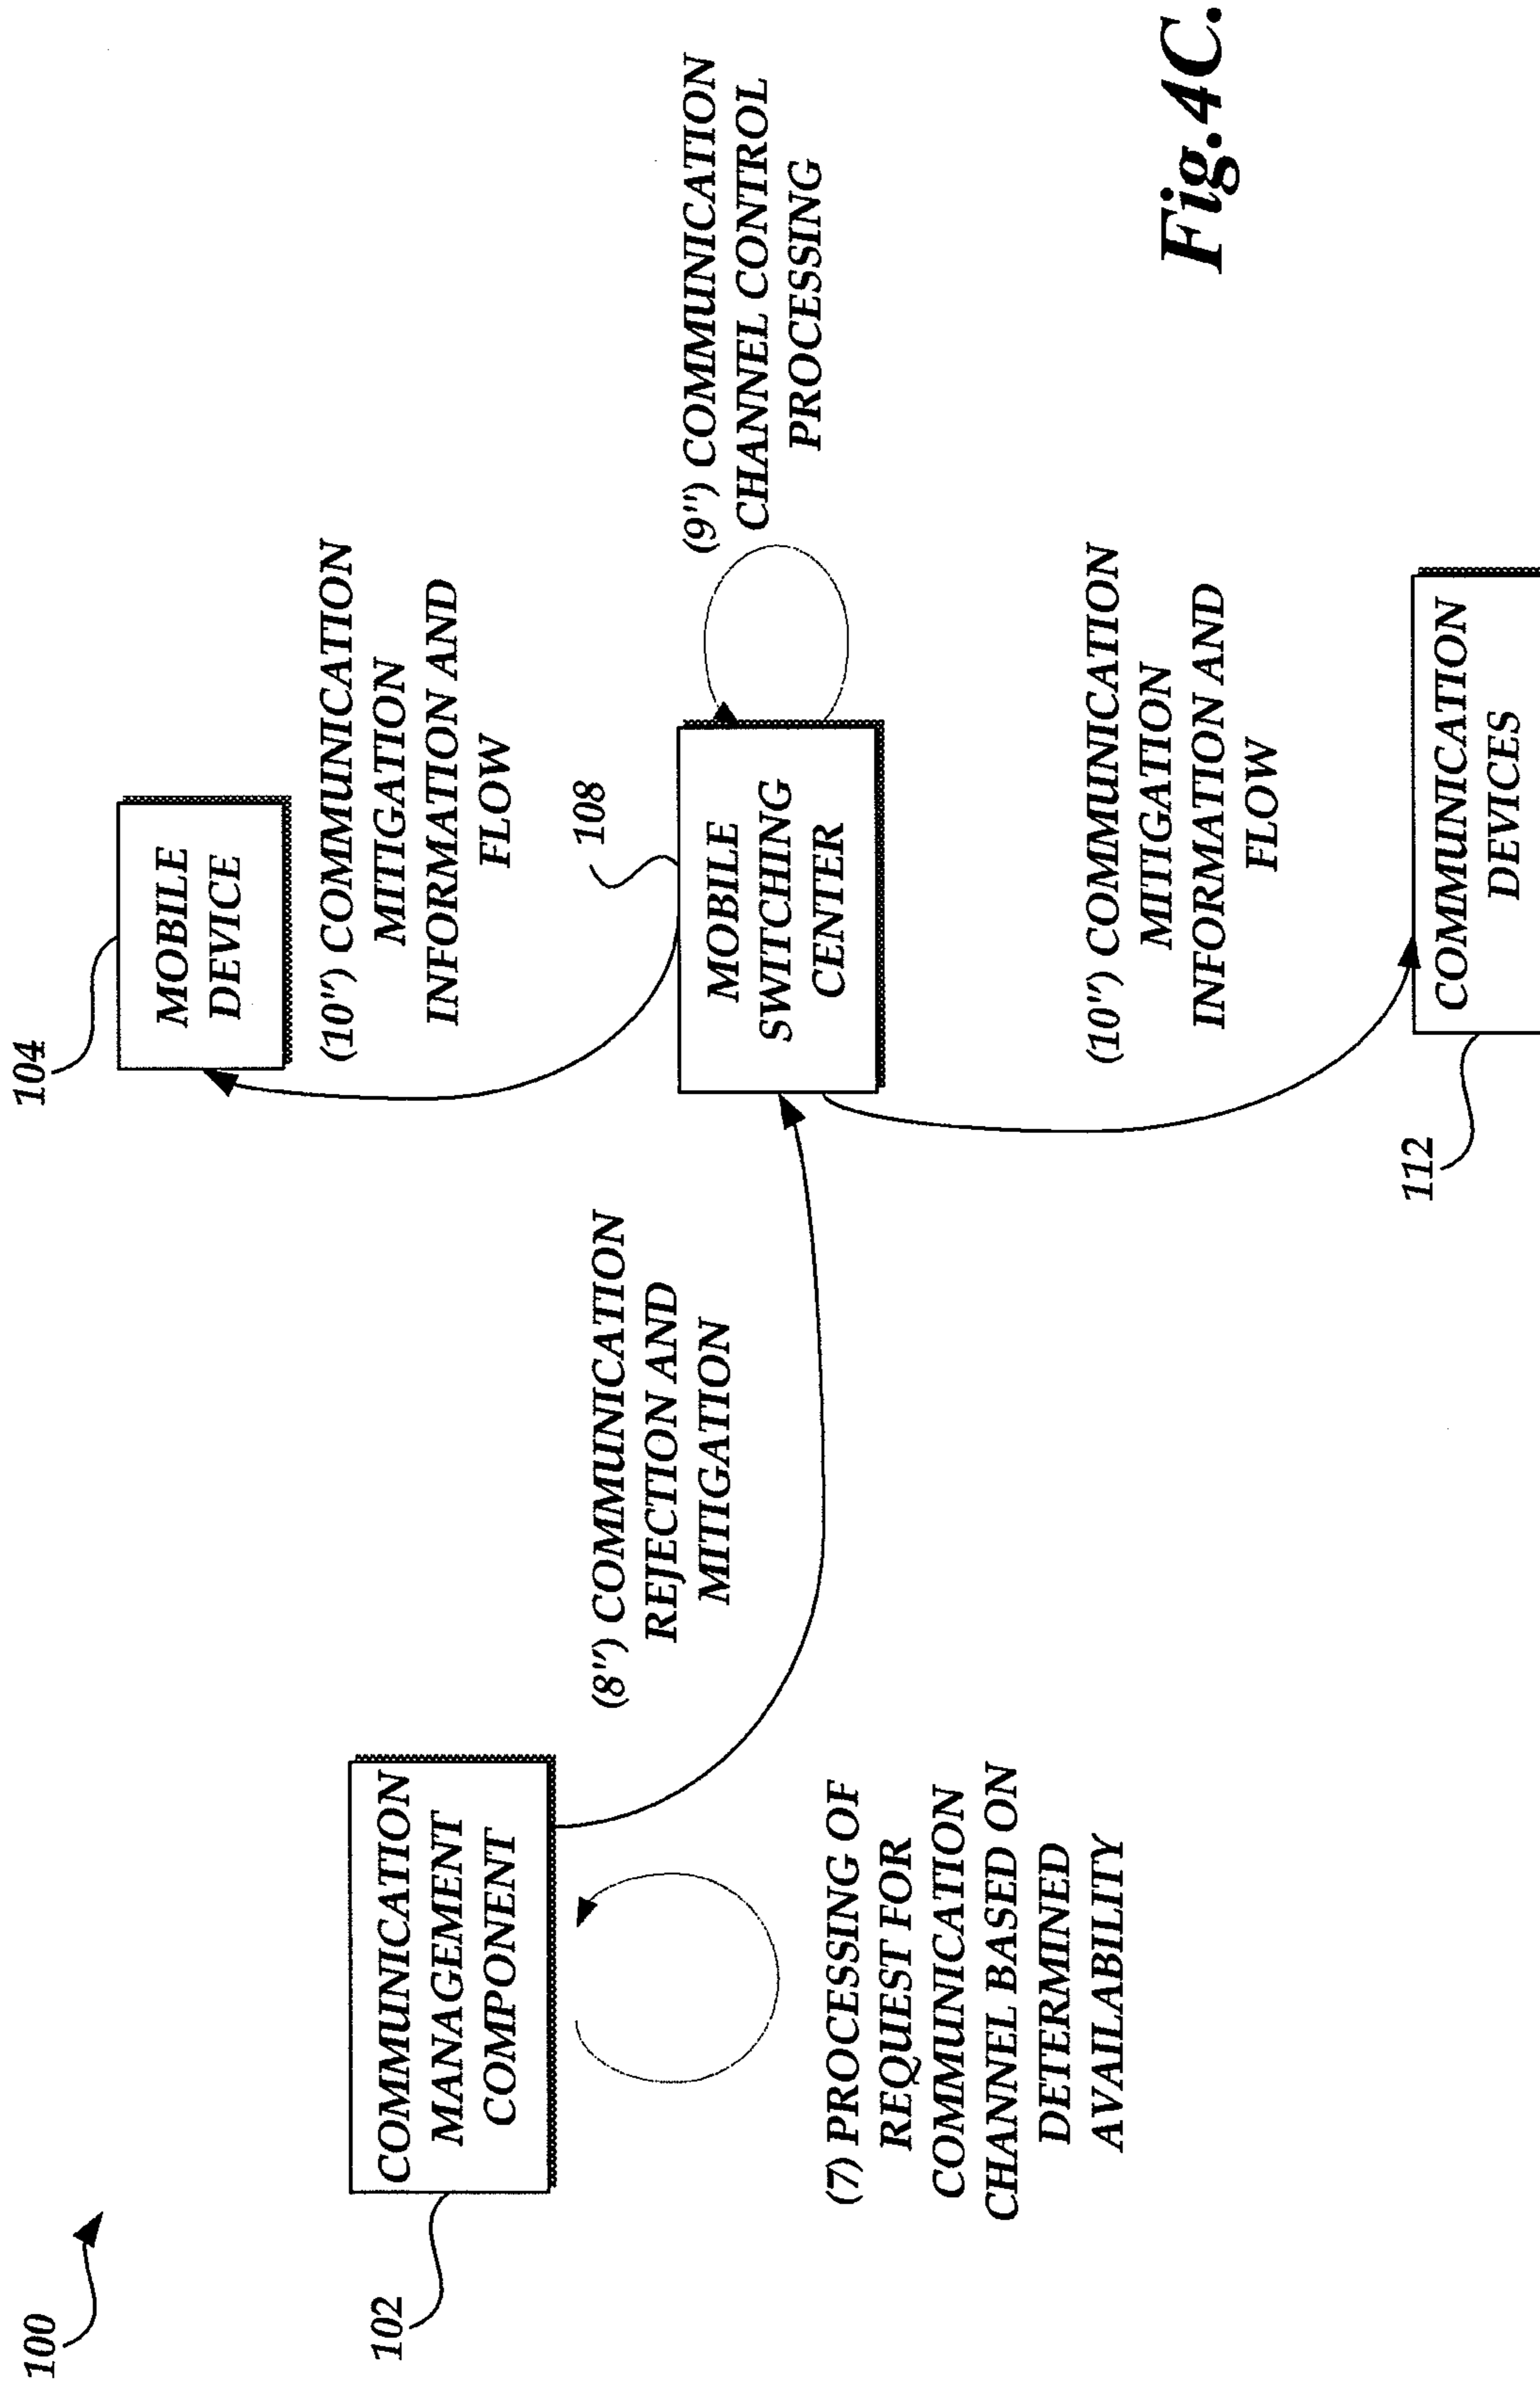 100
104
MOBILE
DEVICE
102
COMMUNICATION
MANAGEMENT
COMPONENT
(10'') COMMUNICATION
MITIGATION
INFORMATION AND
FLOW
(8'') COMMUNICATION
REJECTION AND
MITIGATION
108
MOBILE
SWITCHING
CENTER
(9'') COMMUNICATION
CHANNEL CONTROL
PROCESSING
(7) PROCESSING OF
REQUEST FOR
COMMUNICATION
CHANNEL BASED ON
DETERMINED
AVAILABILITY
(10'') COMMUNICATION
MITIGATION
INFORMATION AND
FLOW
112
COMMUNICATION
DEVICES
Fig.4C.